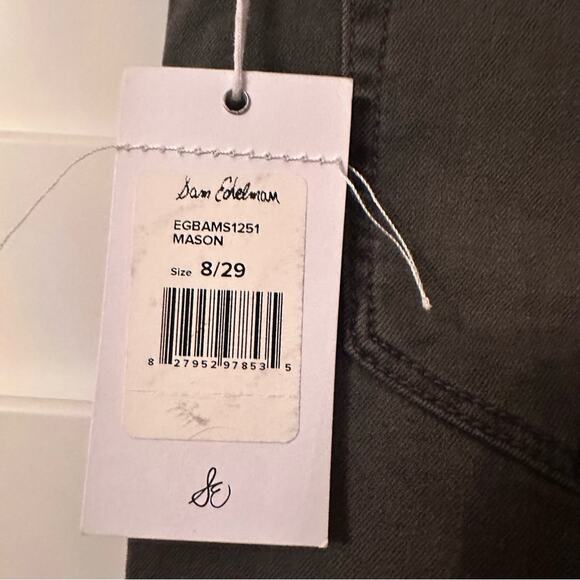 Sam Edelman
EGBAMS1251
MASON
Size 8/29
8 27952 97853 5
SE